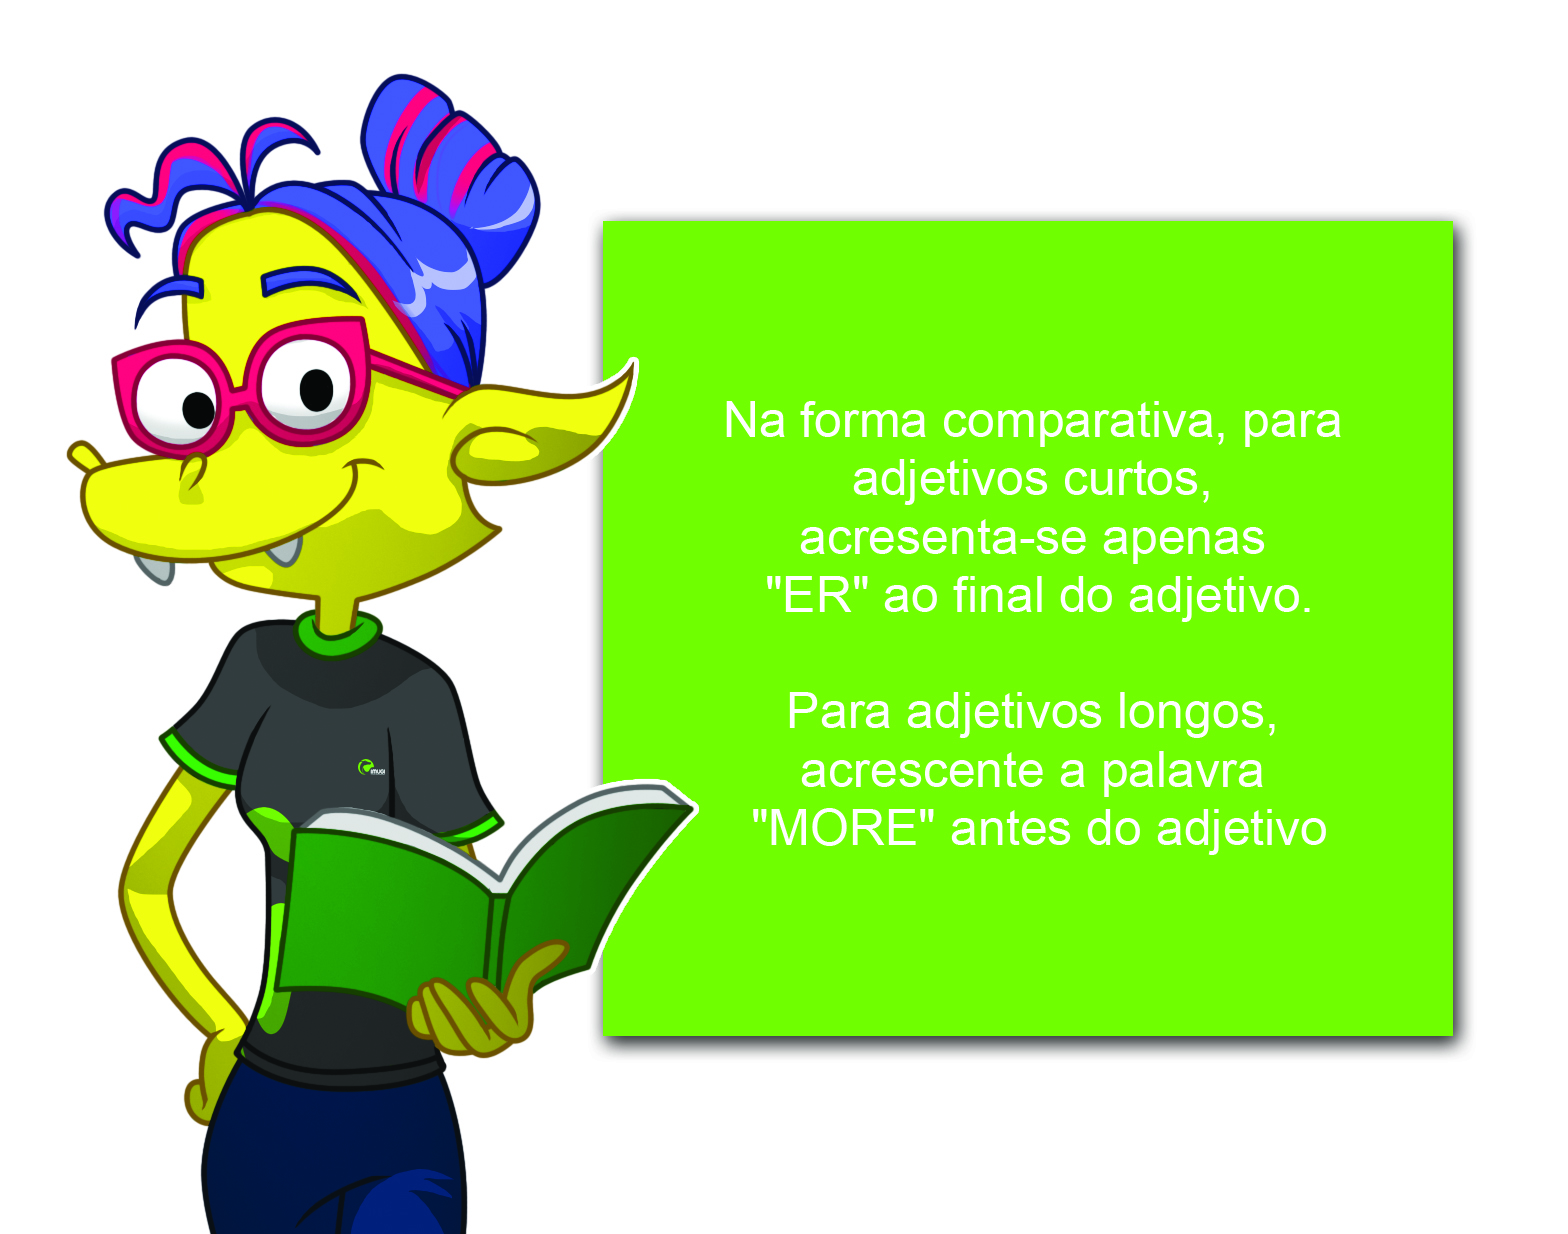 Na forma comparativa, para
adjetivos curtos,
acresenta-se apenas
"ER" ao final do adjetivo.
Para adjetivos longos,
acrescente a palavra
"MORE" antes do adjetivo
IMUGI